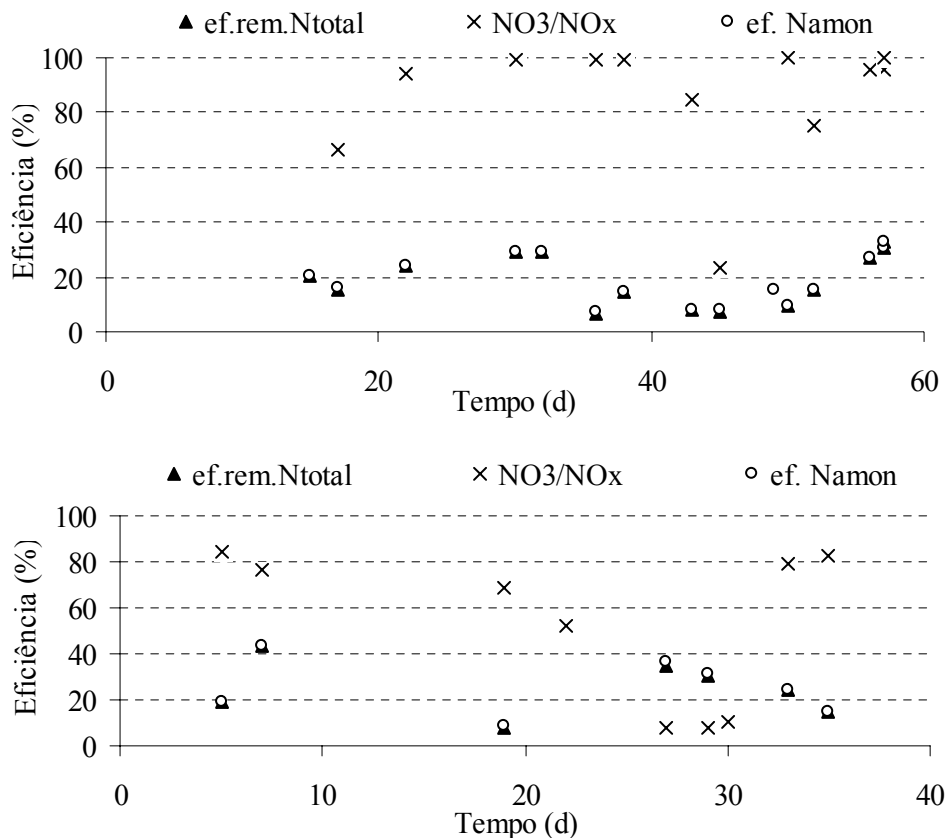 ef.rem.Ntotal NO3/NOx ef. Namon
100
80
60
40
20
0
Eficiência (%)
0 20 40 60
Tempo (d)
ef.rem.Ntotal NO3/NOx ef. Namon
100
80
60
40
20
0
Eficiência (%)
0 10 20 30 40
Tempo (d)